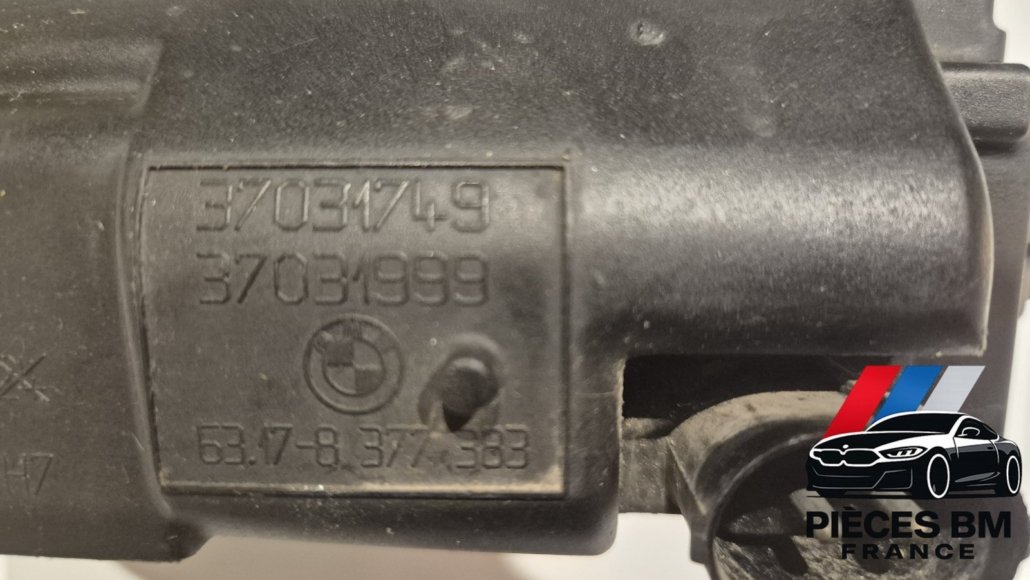 37031749
37031999
63.17-8 377 383
H7
PIÈCES BM
FRANCE